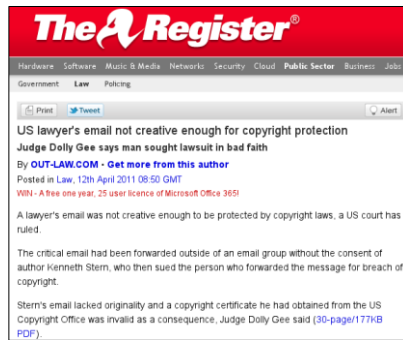 The Register®
Hardware Software Music & Media Networks Security Cloud Public Sector Business Jobs
Government Law Policing
Print Tweet Alert
US lawyer's email not creative enough for copyright protection
Judge Dolly Gee says man sought lawsuit in bad faith
By OUT-LAW.COM - Get more from this author
Posted in Law, 12th April 2011 08:50 GMT
WIN - A free one year, 25 user licence of Microsoft Office 365!
A lawyer's email was not creative enough to be protected by copyright laws, a US court has
ruled.
The critical email had been forwarded outside of an email group without the consent of
author Kenneth Stern, who then sued the person who forwarded the message for breach of
copyright.
Stern's email lacked originality and a copyright certificate he had obtained from the US
Copyright Office was invalid as a consequence, Judge Dolly Gee said (30-page/177KB
PDF).